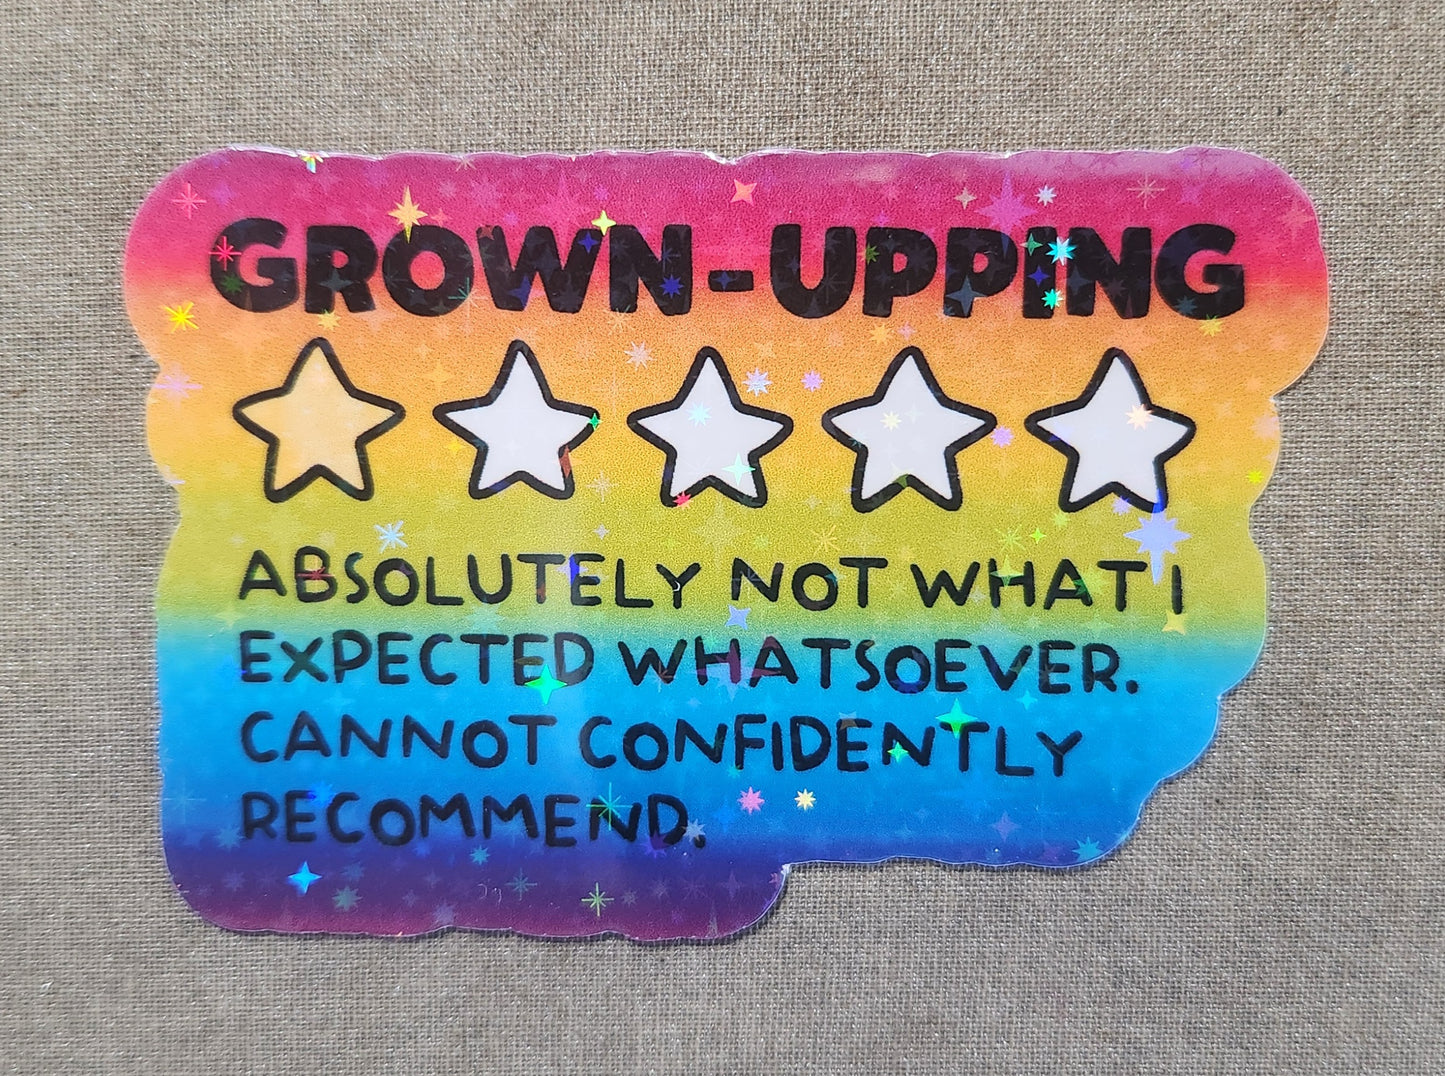 GROWN-UPPING
ABSOLUTELY NOT WHAT I
EXPECTED WHATSOEVER.
CANNOT CONFIDENTLY
RECOMMEND.